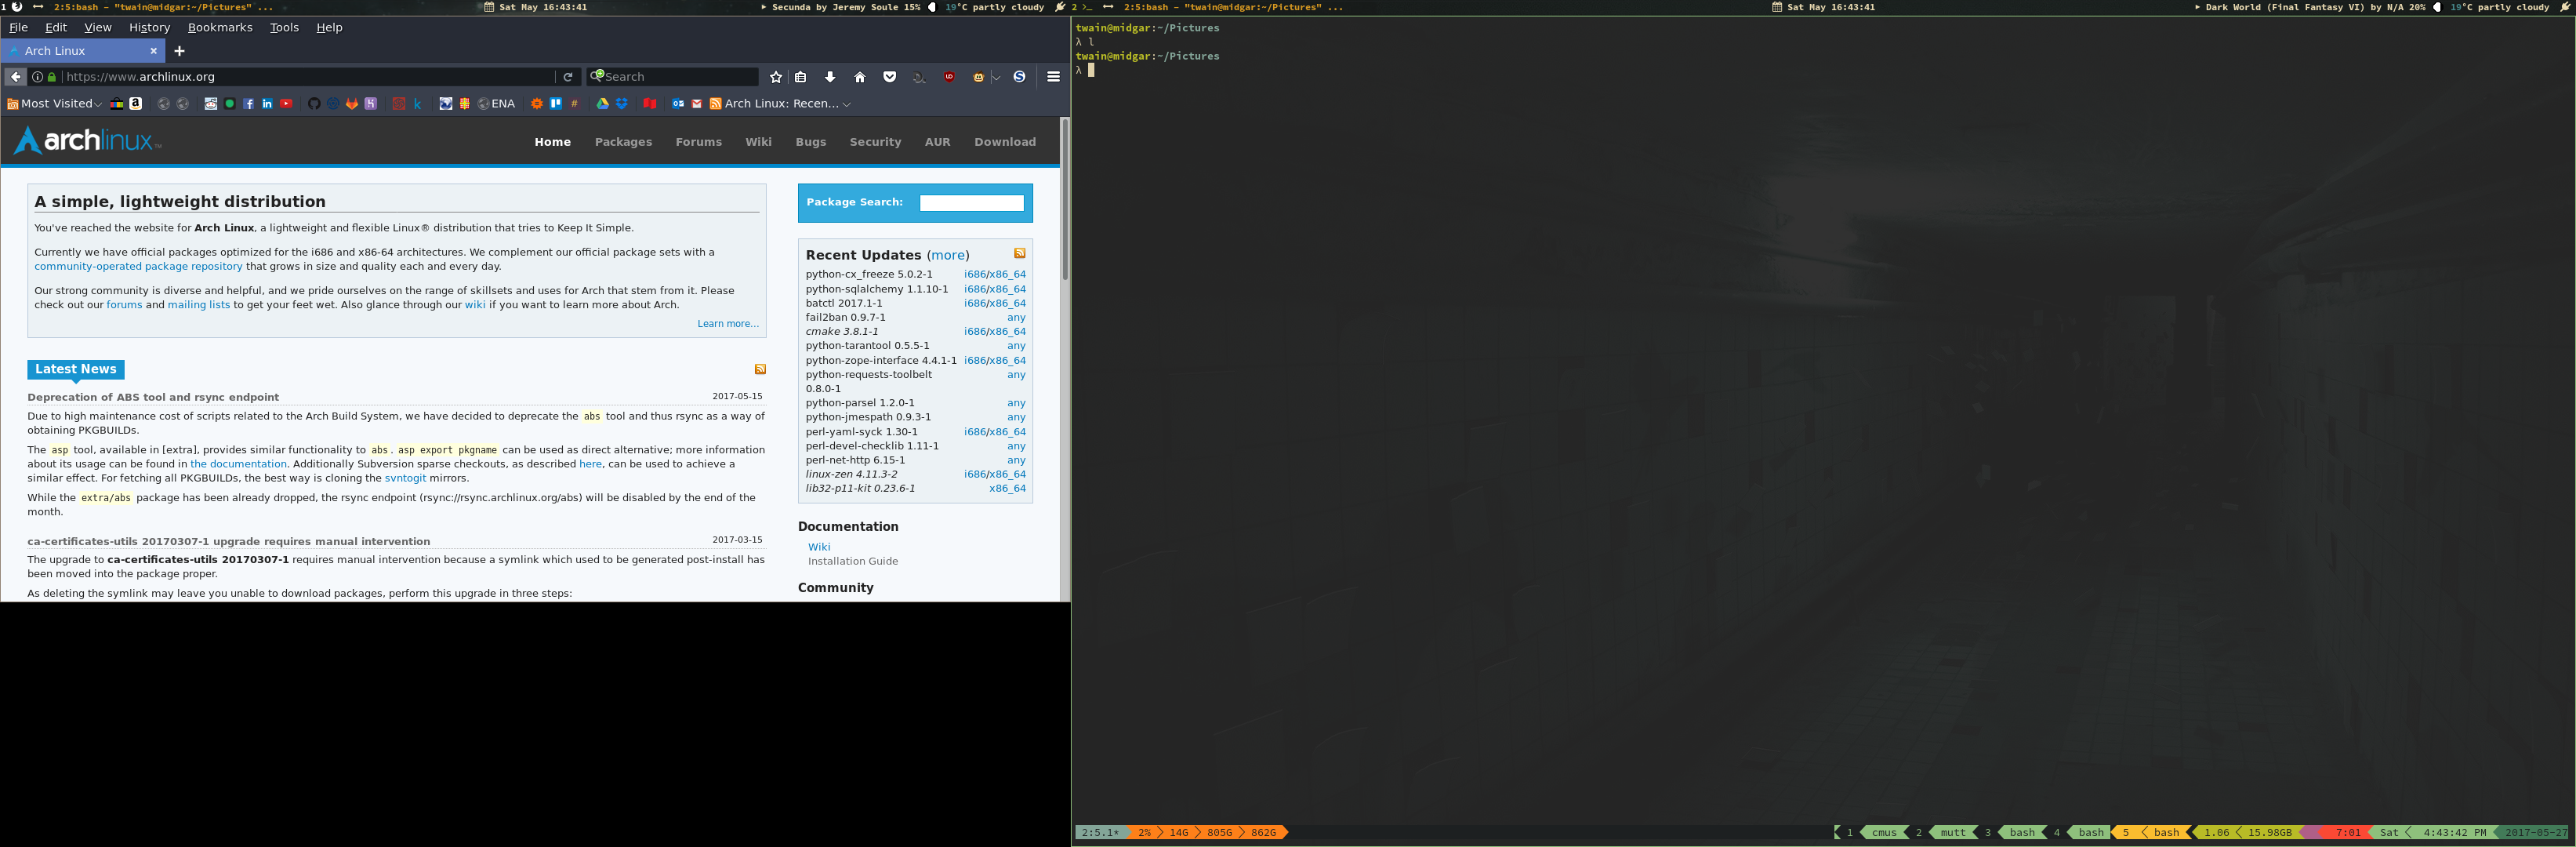 1 2:5:bash - "twain@midgar:~/Pictures" ... Sat May 16:43:41 Secunda by Jeremy Soule 15% 19°C partly cloudy
2 >_ 2:5:bash - "twain@midgar:~/Pictures" ... Sat May 16:43:41 Dark World (Final Fantasy VI) by N/A 20% 19°C partly cloudy
File Edit View History Bookmarks Tools Help
Arch Linux × +
https://www.archlinux.org Search
Most Visited ENA Arch Linux: Recen...
archlinux™ Home Packages Forums Wiki Bugs Security AUR Download
A simple, lightweight distribution
You've reached the website for Arch Linux, a lightweight and flexible Linux® distribution that tries to Keep It Simple.
Currently we have official packages optimized for the i686 and x86-64 architectures. We complement our official package sets with a
community-operated package repository that grows in size and quality each and every day.
Our strong community is diverse and helpful, and we pride ourselves on the range of skillsets and uses for Arch that stem from it. Please
check out our forums and mailing lists to get your feet wet. Also glance through our wiki if you want to learn more about Arch.
Learn more...
Latest News
Deprecation of ABS tool and rsync endpoint 2017-05-15
Due to high maintenance cost of scripts related to the Arch Build System, we have decided to deprecate the abs tool and thus rsync as a way of
obtaining PKGBUILDs.
The asp tool, available in [extra], provides similar functionality to abs. asp export pkgname can be used as direct alternative; more information
about its usage can be found in the documentation. Additionally Subversion sparse checkouts, as described here, can be used to achieve a
similar effect. For fetching all PKGBUILDs, the best way is cloning the svntogit mirrors.
While the extra/abs package has been already dropped, the rsync endpoint (rsync://rsync.archlinux.org/abs) will be disabled by the end of the
month.
ca-certificates-utils 20170307-1 upgrade requires manual intervention 2017-03-15
The upgrade to ca-certificates-utils 20170307-1 requires manual intervention because a symlink which used to be generated post-install has
been moved into the package proper.
As deleting the symlink may leave you unable to download packages, perform this upgrade in three steps:
Package Search:
Recent Updates (more)
python-cx_freeze 5.0.2-1 i686/x86_64
python-sqlalchemy 1.1.10-1 i686/x86_64
batctl 2017.1-1 i686/x86_64
fail2ban 0.9.7-1 any
cmake 3.8.1-1 i686/x86_64
python-tarantool 0.5.5-1 any
python-zope-interface 4.4.1-1 i686/x86_64
python-requests-toolbelt any
0.8.0-1
python-parsel 1.2.0-1 any
python-jmespath 0.9.3-1 any
perl-yaml-syck 1.30-1 i686/x86_64
perl-devel-checklib 1.11-1 any
perl-net-http 6.15-1 any
linux-zen 4.11.3-2 i686/x86_64
lib32-p11-kit 0.23.6-1 x86_64
Documentation
Wiki
Installation Guide
Community
twain@midgar:~/Pictures
λ l
twain@midgar:~/Pictures
λ
2:5.1* 2% 14G 805G 862G 1 cmus 2 mutt 3 bash 4 bash 5 bash 1.06 15.98GB 7:01 Sat 4:43:42 PM 2017-05-27